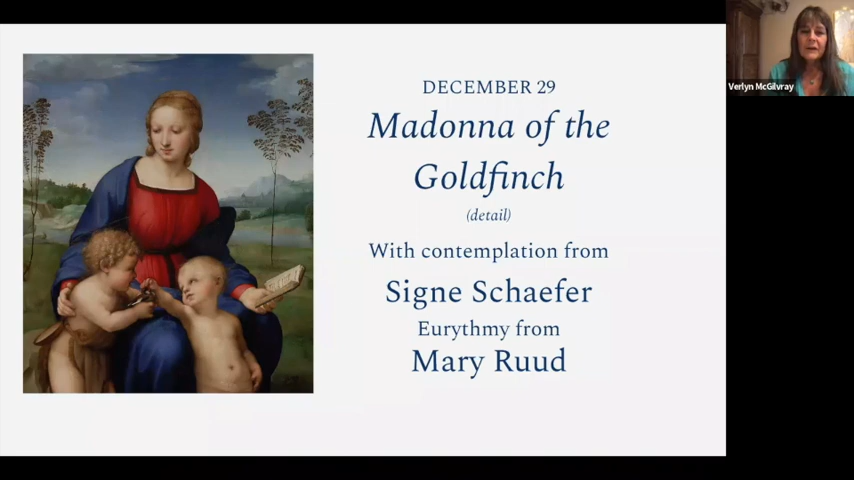 DECEMBER 29
Madonna of the
Goldfinch
(detail)
With contemplation from
Signe Schaefer
Eurythmy from
Mary Ruud
Verlyn McGilvray